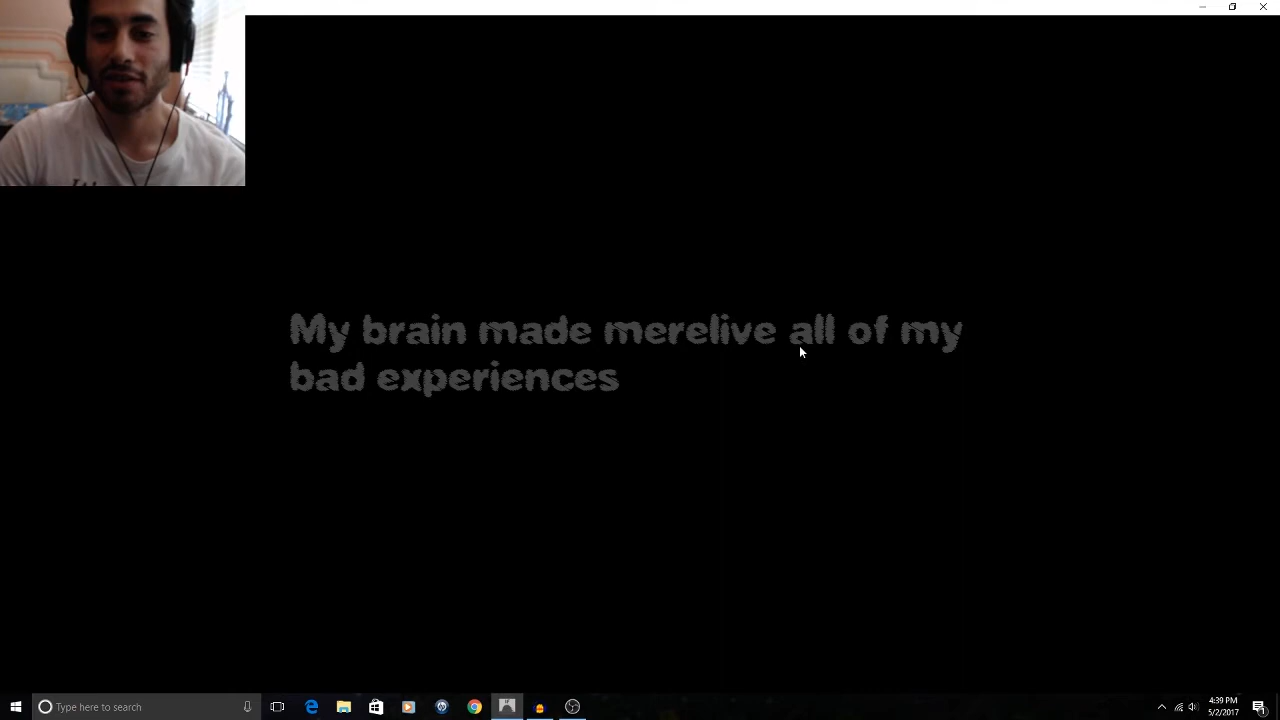 My brain made merelive all of my
bad experiences
Type here to search
4:39 PM
5/2/2017